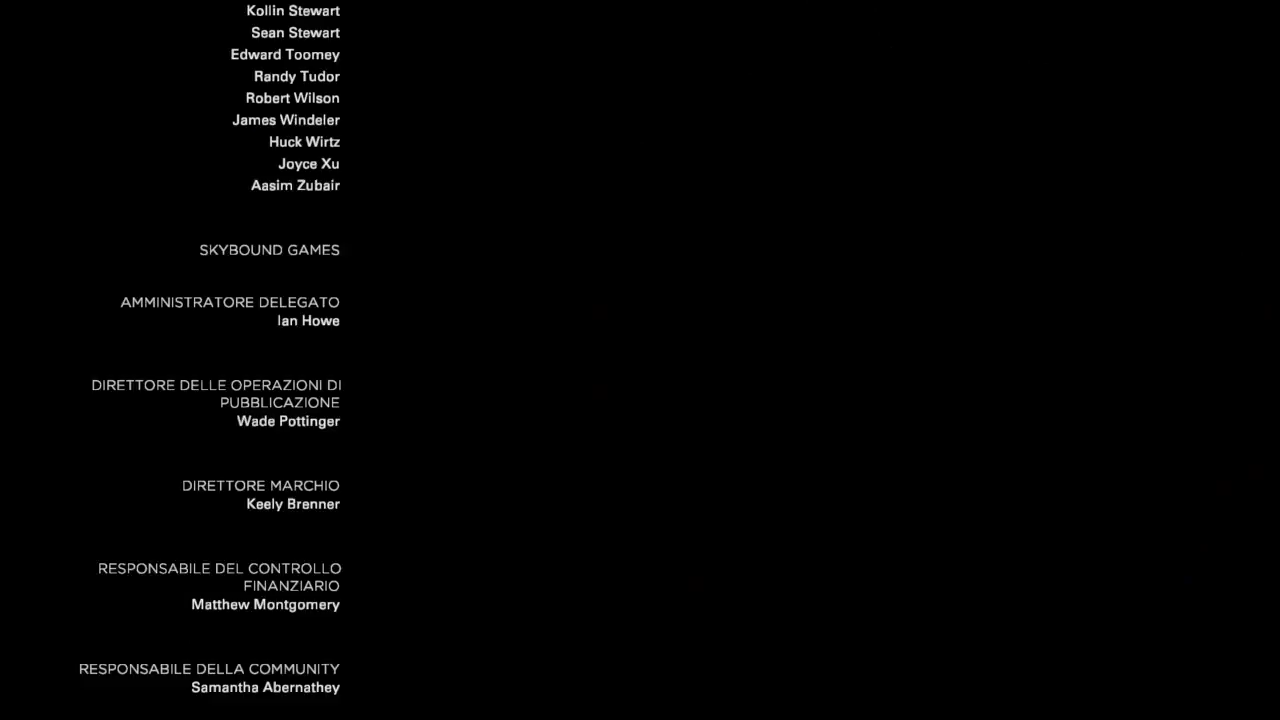 Kollin Stewart
Sean Stewart
Edward Toomey
Randy Tudor
Robert Wilson
James Windeler
Huck Wirtz
Joyce Xu
Aasim Zubair
SKYBOUND GAMES
AMMINISTRATORE DELEGATO
Ian Howe
DIRETTORE DELLE OPERAZIONI DI
PUBBLICAZIONE
Wade Pottinger
DIRETTORE MARCHIO
Keely Brenner
RESPONSABILE DEL CONTROLLO
FINANZIARIO
Matthew Montgomery
RESPONSABILE DELLA COMMUNITY
Samantha Abernathey